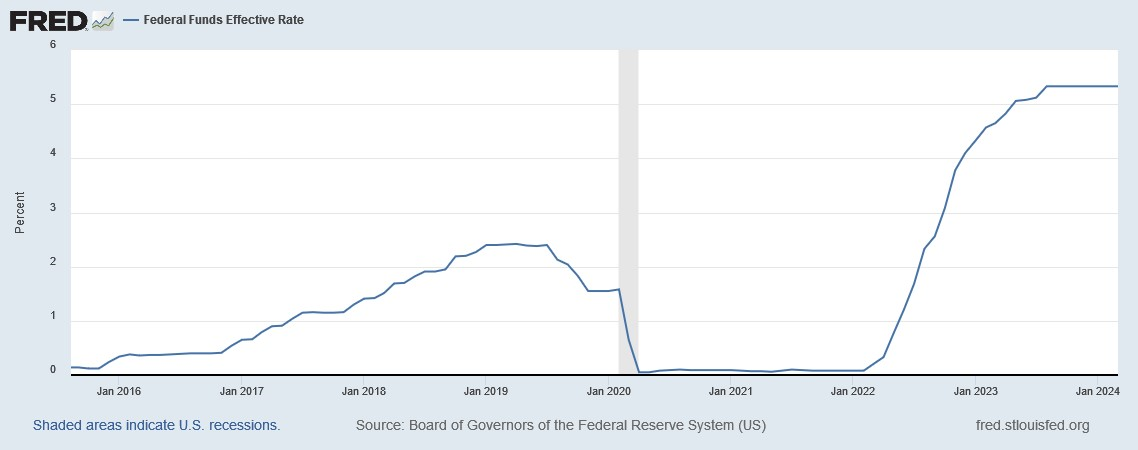 FRED
Federal Funds Effective Rate
6
5
4
3
2
1
0
Percent
Jan 2016 Jan 2017 Jan 2018 Jan 2019 Jan 2020 Jan 2021 Jan 2022 Jan 2023 Jan 2024
Shaded areas indicate U.S. recessions. Source: Board of Governors of the Federal Reserve System (US) fred.stlouisfed.org